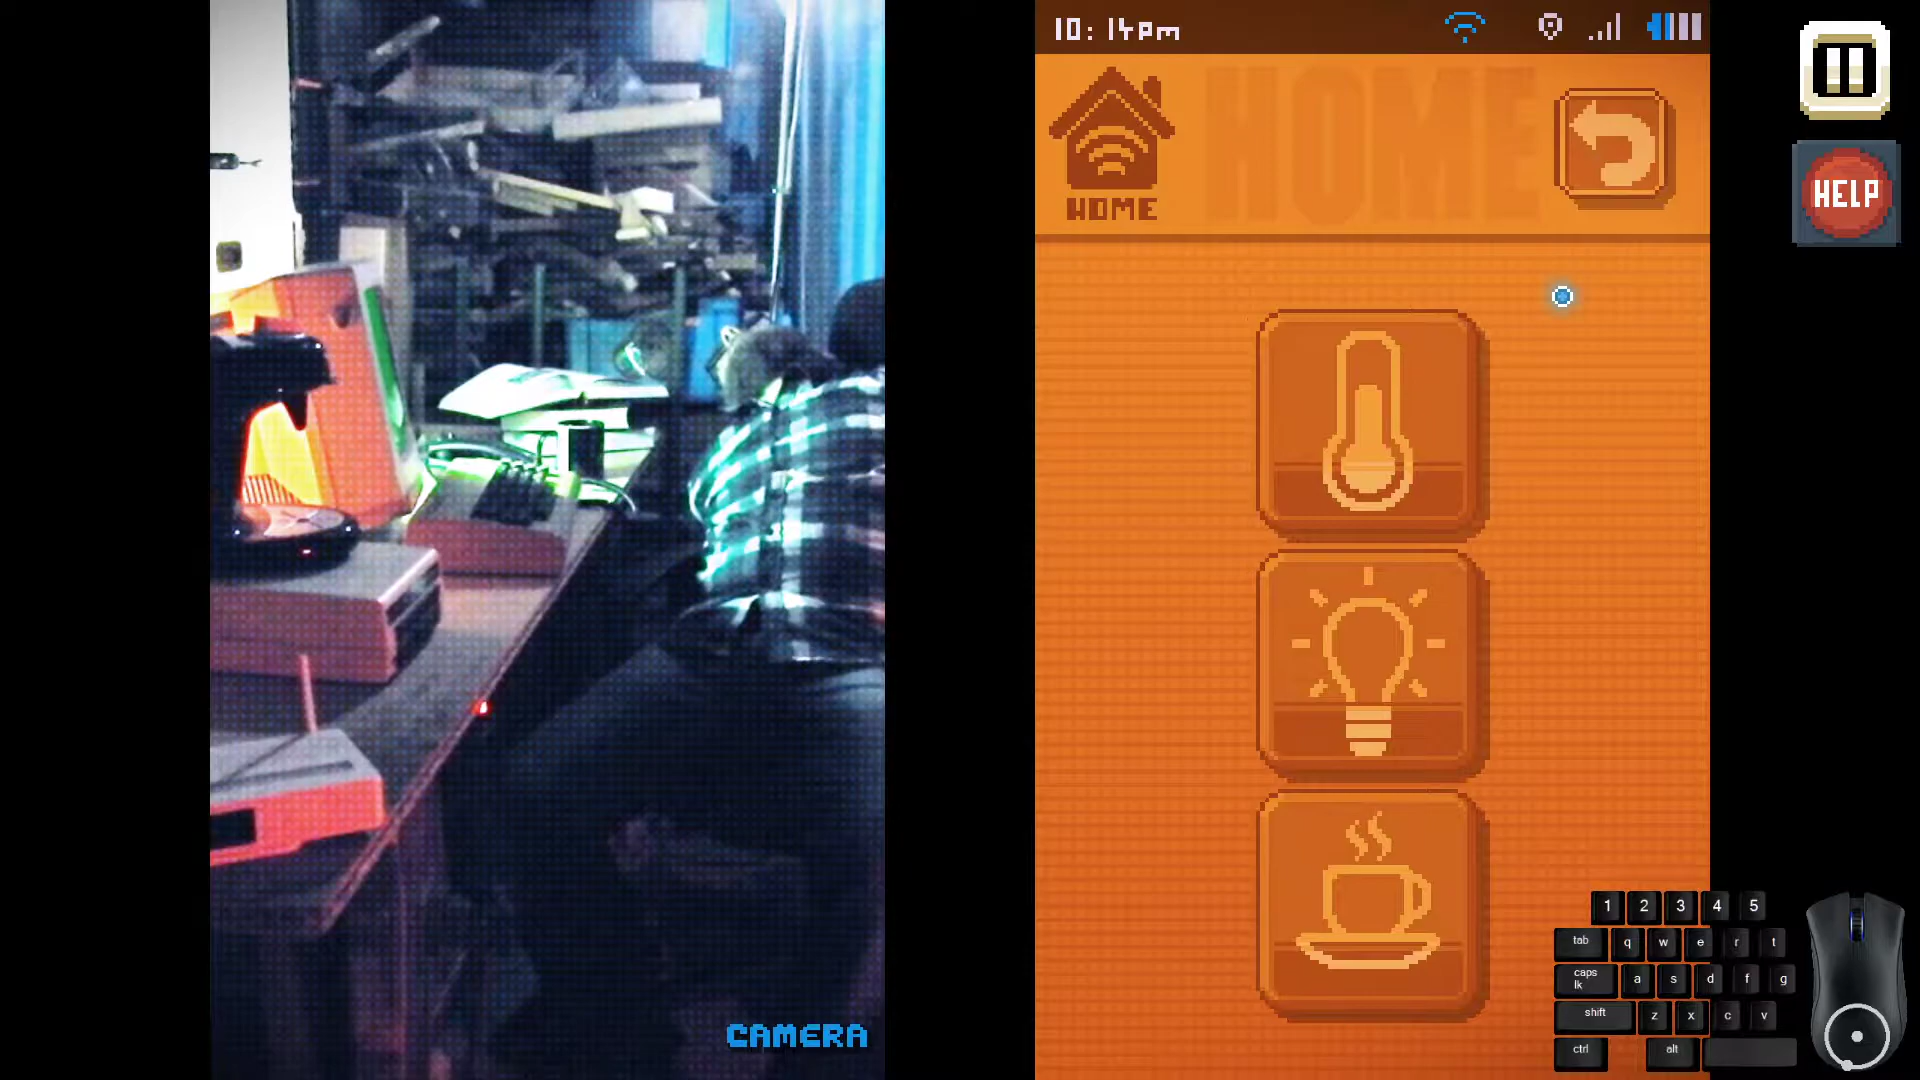 10:14pm
HOME
HOME
HELP
1 2 3 4 5
tab q w e r t
caps lk a s d f g
shift z x c v
ctrl alt
CAMERA